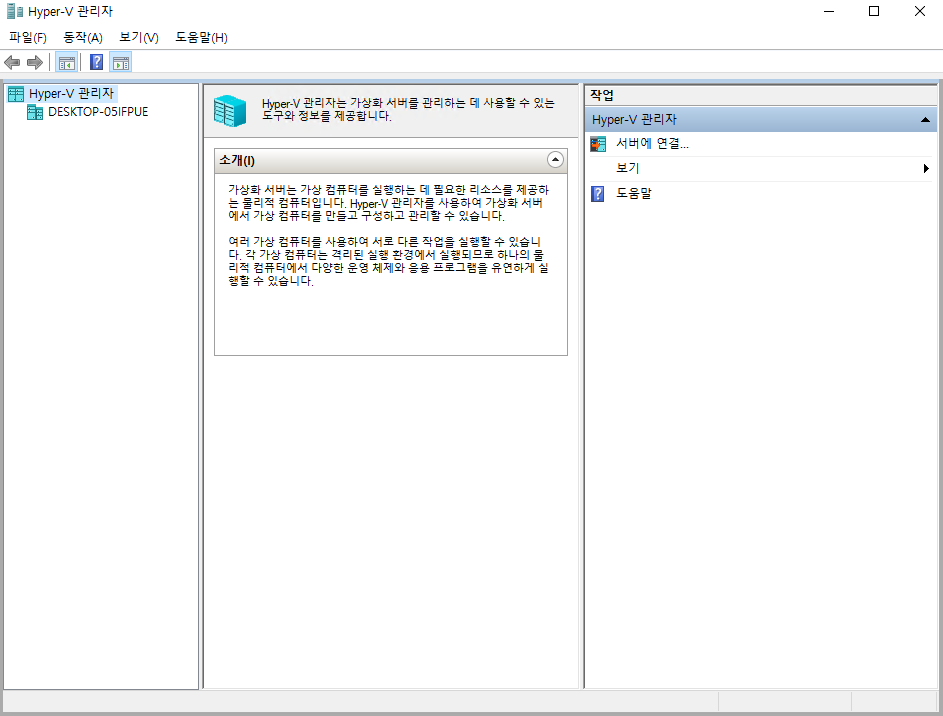 Hyper-V 관리자
파일(F) 동작(A) 보기(V) 도움말(H)
Hyper-V 관리자
DESKTOP-05IFPUE
Hyper-V 관리자는 가상화 서버를 관리하는 데 사용할 수 있는
도구와 정보를 제공합니다.
소개(I)
가상화 서버는 가상 컴퓨터를 실행하는 데 필요한 리소스를 제공하
는 물리적 컴퓨터입니다. Hyper-V 관리자를 사용하여 가상화 서버
에서 가상 컴퓨터를 만들고 구성하고 관리할 수 있습니다.
여러 가상 컴퓨터를 사용하여 서로 다른 작업을 실행할 수 있습니
다. 각 가상 컴퓨터는 격리된 실행 환경에서 실행되므로 하나의 물
리적 컴퓨터에서 다양한 운영 체제와 응용 프로그램을 유연하게 실
행할 수 있습니다.
작업
Hyper-V 관리자
서버에 연결...
보기
도움말